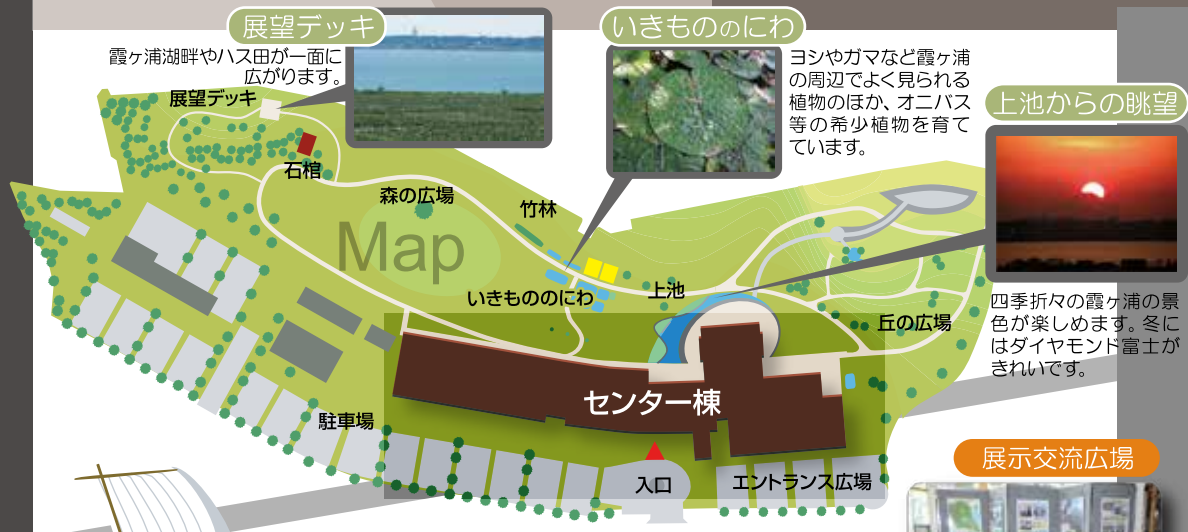 展望デッキ
霞ヶ浦湖畔やハス田が一面に
広がります。
いきもののにわ
ヨシやガマなど霞ヶ浦
の周辺でよく見られる
植物のほか、オニバス
等の希少植物を育て
ています。
上池からの眺望
四季折々の霞ヶ浦の景
色が楽しめます。冬に
はダイヤモンド富士が
きれいです。
展望デッキ
石棺
森の広場
竹林
Map
いきもののにわ
上池
丘の広場
センター棟
駐車場
入口
エントランス広場
展示交流広場